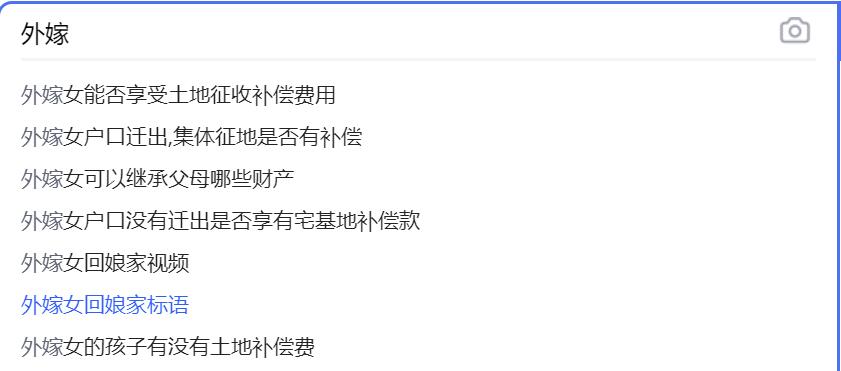 外嫁
外嫁女能否享受土地征收补偿费用
外嫁女户口迁出,集体征地是否有补偿
外嫁女可以继承父母哪些财产
外嫁女户口没有迁出是否享有宅基地补偿款
外嫁女回娘家视频
外嫁女回娘家标语
外嫁女的孩子有没有土地补偿费